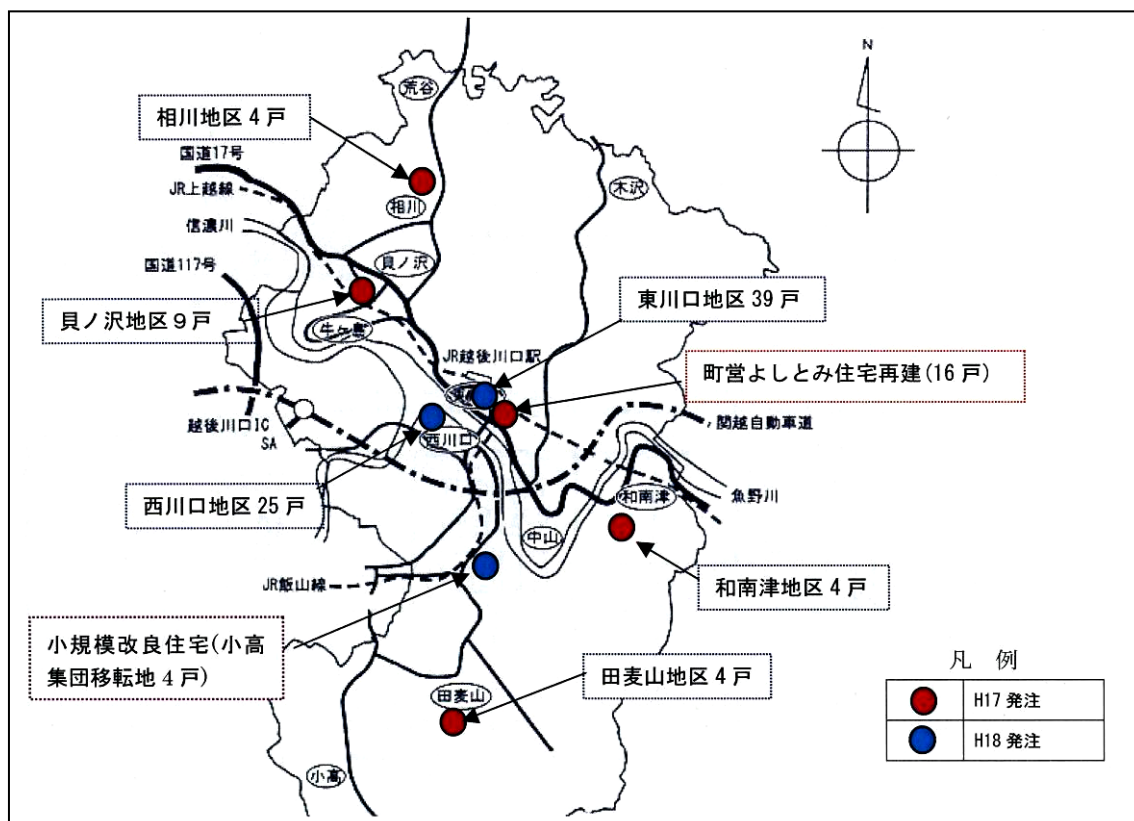 N
荒谷
相川地区 4 戸
国道17号
JR上越線
木沢
信濃川
相川
国道117号
貝ノ沢
東川口地区 39 戸
貝ノ沢地区 9 戸
牛ヶ島
JR越後川口駅
町営よしとみ住宅再建(16 戸)
関越自動車道
越後川口IC
SA
西川口
魚野川
西川口地区 25 戸
和南津
中山
和南津地区 4 戸
JR飯山線
小規模改良住宅(小高
集団移転地 4 戸)
田麦山地区 4 戸
凡 例
H17 発注
H18 発注
田麦山
小高